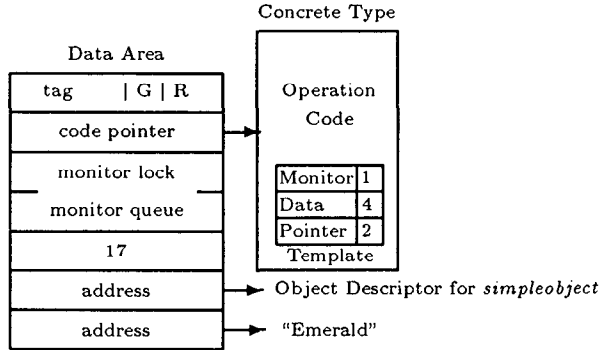 Concrete Type
Data Area
tag | G | R
code pointer
monitor lock
monitor queue
17
address
address
Operation
Code
Monitor 1
Data 4
Pointer 2
Template
Object Descriptor for simpleobject
“Emerald”